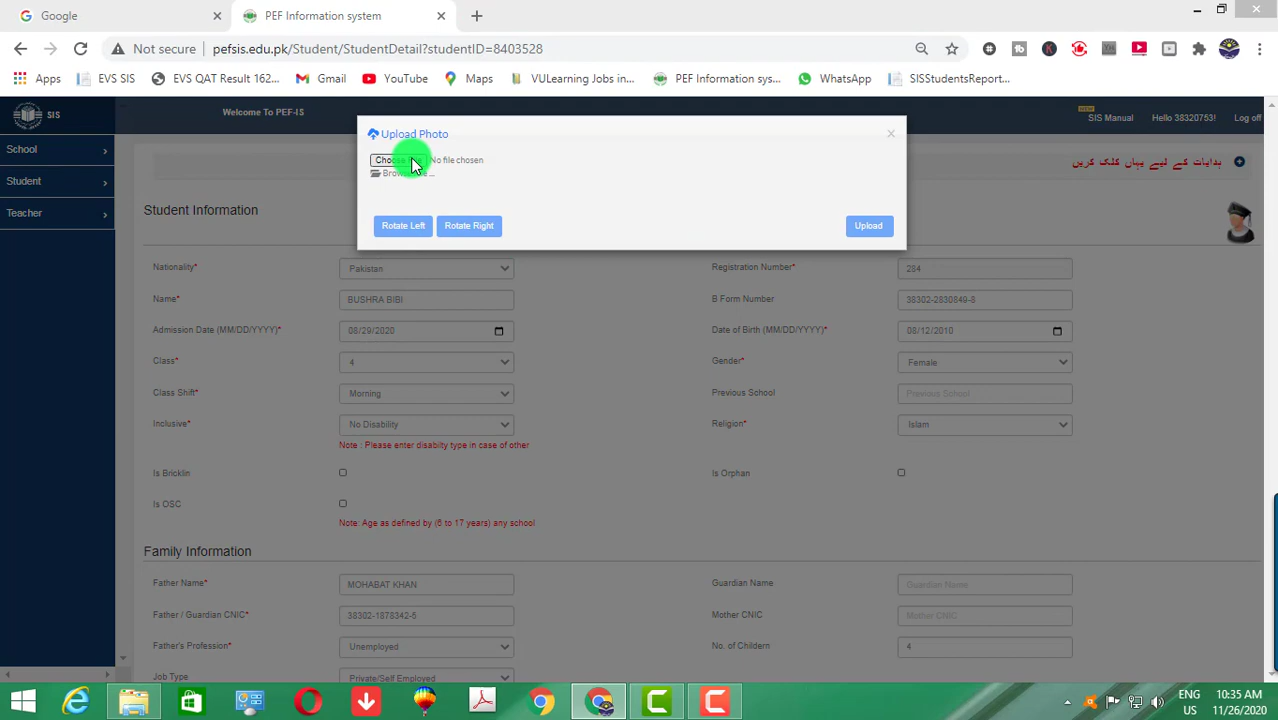 Google
PEF Information system
Not secure pefsis.edu.pk/Student/StudentDetail?studentID=8403528
Apps EVS SIS EVS QAT Result 162... Gmail YouTube Maps VULearning Jobs in... PEF Information sys... WhatsApp SISStudentsReport...
SIS Welcome To PEF-IS NEW SIS Manual Hello 38320753! Log off
School
Student
Teacher
Upload Photo
No file chosen
Rotate Left Rotate Right Upload
ہدایات کے لیے یہاں کلک کریں
Student Information
Nationality* Pakistan Registration Number* 284
Name* BUSHRA BIBI B Form Number 38302-2830849-8
Admission Date (MM/DD/YYYY)* 08/29/2020 Date of Birth (MM/DD/YYYY)* 08/12/2010
Class* 4 Gender* Female
Class Shift* Morning Previous School Previous School
Inclusive* No Disability Religion* Islam
Note : Please enter disabilty type in case of other
Is Bricklin Is Orphan
Is OSC
Note: Age as defined by (6 to 17 years) any school
Family Information
Father Name* MOHABAT KHAN Guardian Name Guardian Name
Father / Guardian CNIC* 38302-1878342-5 Mother CNIC Mother CNIC
Father's Profession* Unemployed No. of Childern 4
Job Type Private/Self Employed
ENG 10:35 AM
US 11/26/2020